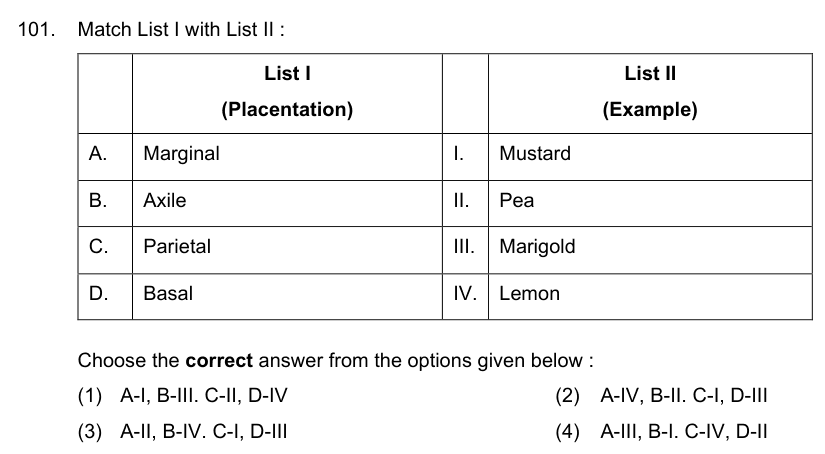 101. Match List I with List II :
List I List II
(Placentation) (Example)
A. Marginal I. Mustard
B. Axile II. Pea
C. Parietal III. Marigold
D. Basal IV. Lemon
Choose the correct answer from the options given below :
(1) A-I, B-III. C-II, D-IV (2) A-IV, B-II. C-I, D-III
(3) A-II, B-IV. C-I, D-III (4) A-III, B-I. C-IV, D-II